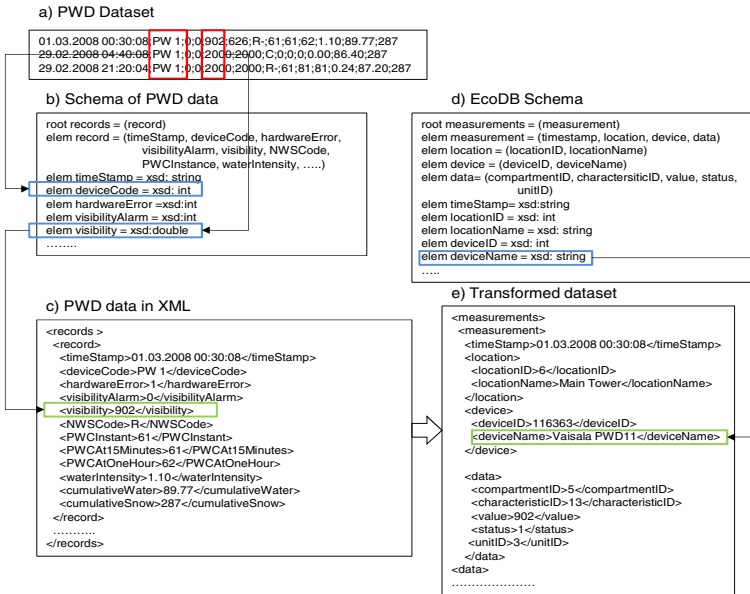 a) PWD Dataset
01.03.2008 00:30:08;PW 1;0;0;902;626;R-;61;61;62;1.10;89.77;287
29.02.2008 04:40:08;PW 1;0;0;2000;2000;C;0;0;0;0.00;86.40;287
29.02.2008 21:20:04;PW 1;0;0;2000;2000;R-;61;81;81;0.24;87.20;287
b) Schema of PWD data
root records = (record)
elem record = (timeStamp, deviceCode, hardwareError,
visibilityAlarm, visibility, NWSCode,
PWCInstance, waterIntensity, …..)
elem timeStamp = xsd: string
elem deviceCode = xsd: int
elem hardwareError =xsd:int
elem visibilityAlarm = xsd:int
elem visibility = xsd:double
……..
d) EcoDB Schema
root measurements = (measurement)
elem measurement = (timestamp, location, device, data)
elem location = (locationID, locationName)
elem device = (deviceID, deviceName)
elem data= (compartmentID, charactersiticID, value, status,
unitID)
elem timeStamp= xsd:string
elem locationID = xsd: int
elem locationName = xsd: string
elem deviceID = xsd: int
elem deviceName = xsd: string
…..
c) PWD data in XML
<records >
<record>
<timeStamp>01.03.2008 00:30:08</timeStamp>
<deviceCode>PW 1</deviceCode>
<hardwareError>1</hardwareError>
<visibilityAlarm>0</visibilityAlarm>
<visibility>902</visibility>
<NWSCode>R</NWSCode>
<PWCInstant>61</PWCInstant>
<PWCAt15Minutes>61</PWCAt15Minutes>
<PWCAtOneHour>62</PWCAtOneHour>
<waterIntensity>1.10</waterIntensity>
<cumulativeWater>89.77</cumulativeWater>
<cumulativeSnow>287</cumulativeSnow>
</record>
………..
</records>
e) Transformed dataset
<measurements>
<measurement>
<timeStamp>01.03.2008 00:30:08</timeStamp>
<location>
<locationID>6</locationID>
<locationName>Main Tower</locationName>
</location>
<device>
<deviceID>116363</deviceID>
<deviceName>Vaisala PWD11</deviceName>
</device>
<data>
<compartmentID>5</compartmentID>
<characteristicID>13</characteristicID>
<value>902</value>
<status>1</status>
<unitID>3</unitID>
</data>
<data>
…………………